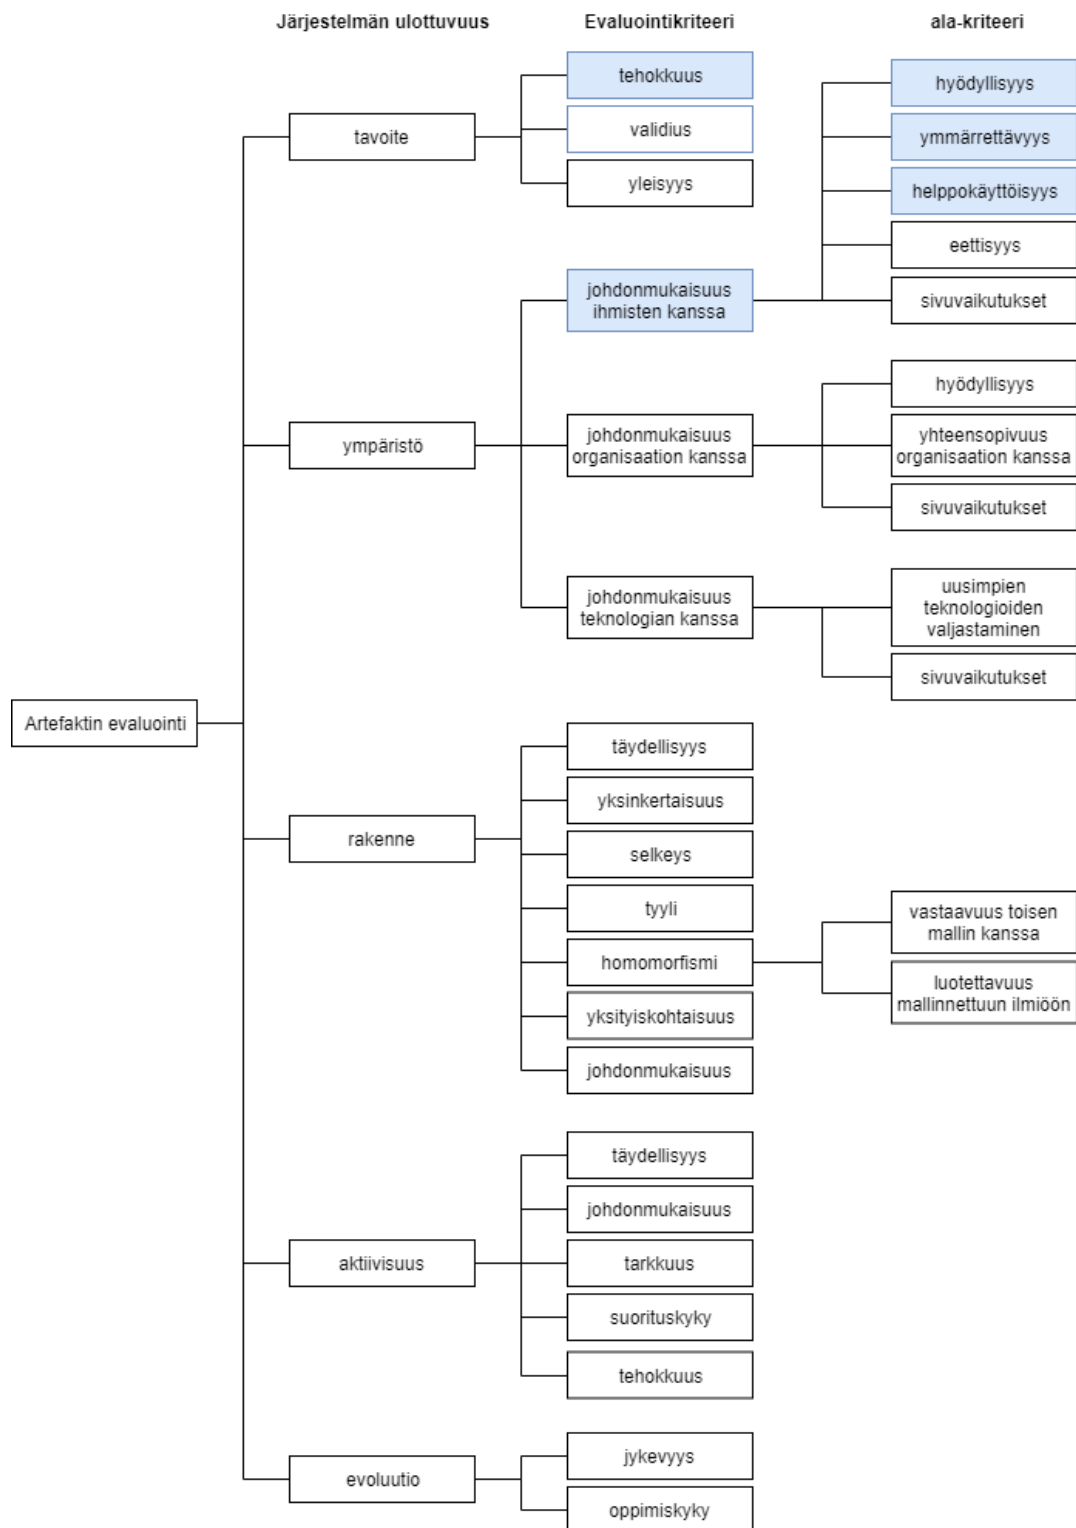 Järjestelmän ulottuvuus
Evaluointikriteeri
ala-kriteeri
Artefaktin evaluointi
tavoite
tehokkuus
validius
yleisyys
ympäristö
johdonmukaisuus
ihmisten kanssa
hyödyllisyys
ymmärrettävyys
helppokäyttöisyys
eettisyys
sivuvaikutukset
johdonmukaisuus
organisaation kanssa
hyödyllisyys
yhteensopivuus
organisaation kanssa
sivuvaikutukset
johdonmukaisuus
teknologian kanssa
uusimpien
teknologioiden
valjastaminen
sivuvaikutukset
rakenne
täydellisyys
yksinkertaisuus
selkeys
tyyli
homomorfismi
vastaavuus toisen
mallin kanssa
luotettavuus
mallinnettuun ilmiöön
yksityiskohtaisuus
johdonmukaisuus
aktiivisuus
täydellisyys
johdonmukaisuus
tarkkuus
suorituskyky
tehokkuus
evoluutio
jykevyys
oppimiskyky